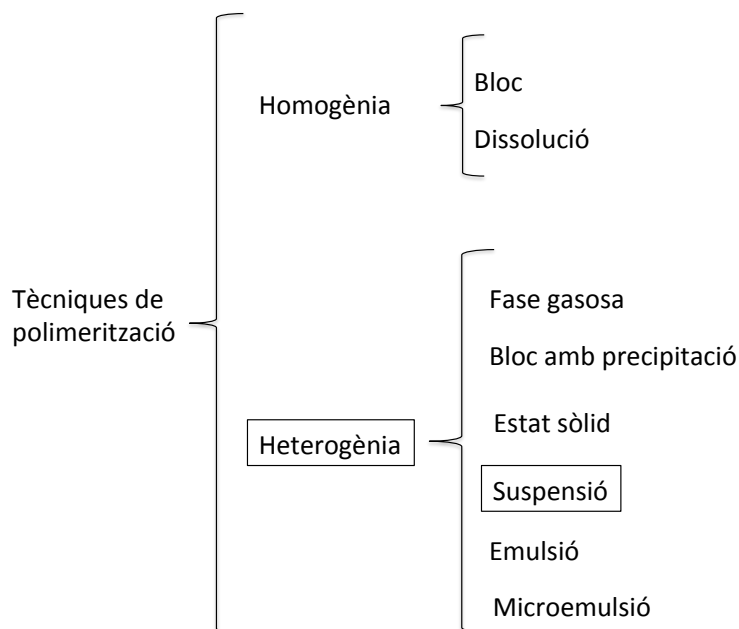 Tècniques de
polimerització
Homogènia
Bloc
Dissolució
Heterogènia
Fase gasosa
Bloc amb precipitació
Estat sòlid
Suspensió
Emulsió
Microemulsió